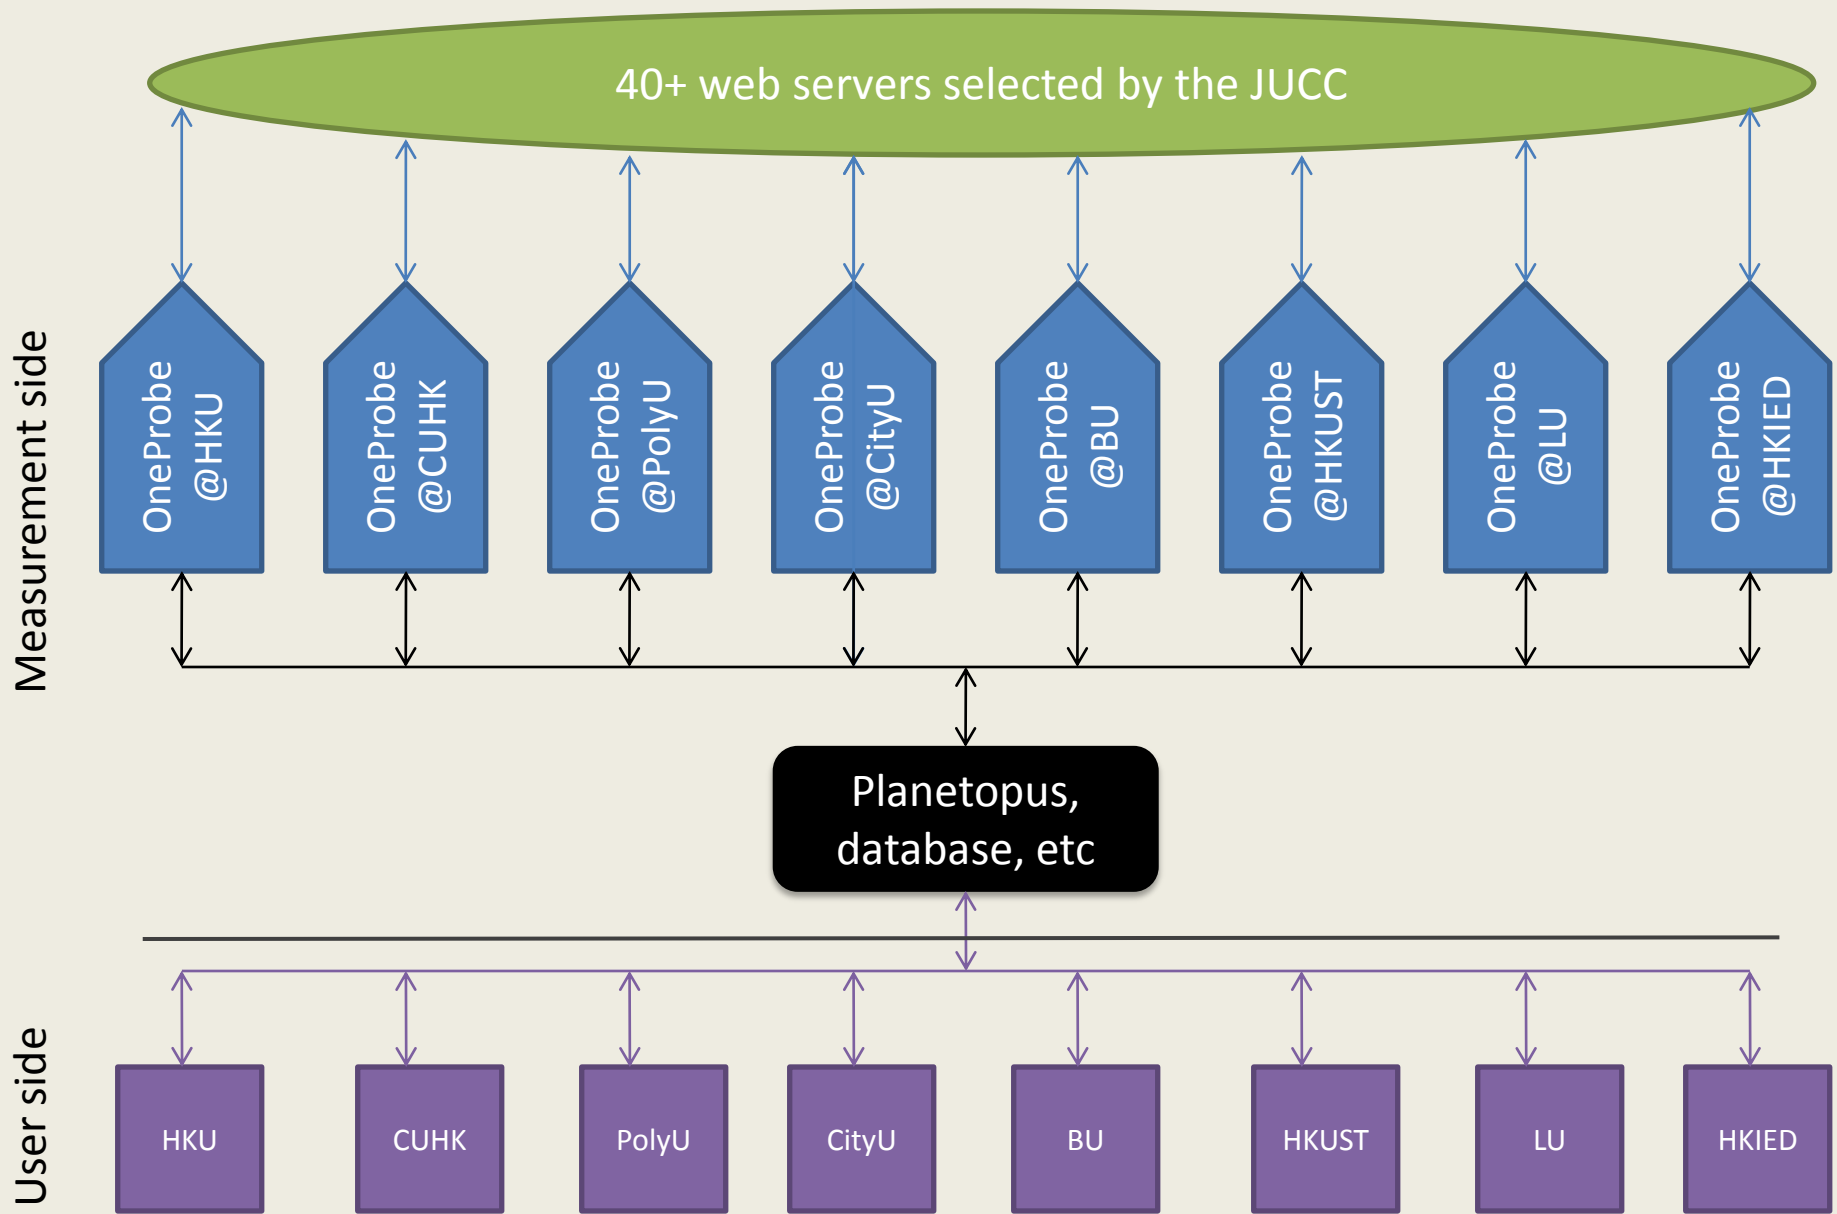 40+ web servers selected by the JUCC
Measurement side
OneProbe
@HKU
OneProbe
@CUHK
OneProbe
@PolyU
OneProbe
@CityU
OneProbe
@BU
OneProbe
@HKUST
OneProbe
@LU
OneProbe
@HKIED
Planetopus,
database, etc
User side
HKU
CUHK
PolyU
CityU
BU
HKUST
LU
HKIED